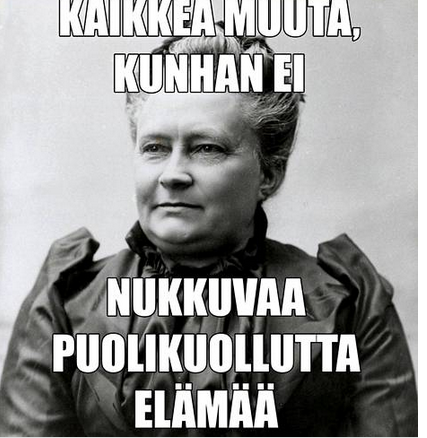 KAIKKEA MUUTA,
KUNHAN EI
NUKKUVAA
PUOLIKUOLLUTTA
ELÄMÄÄ